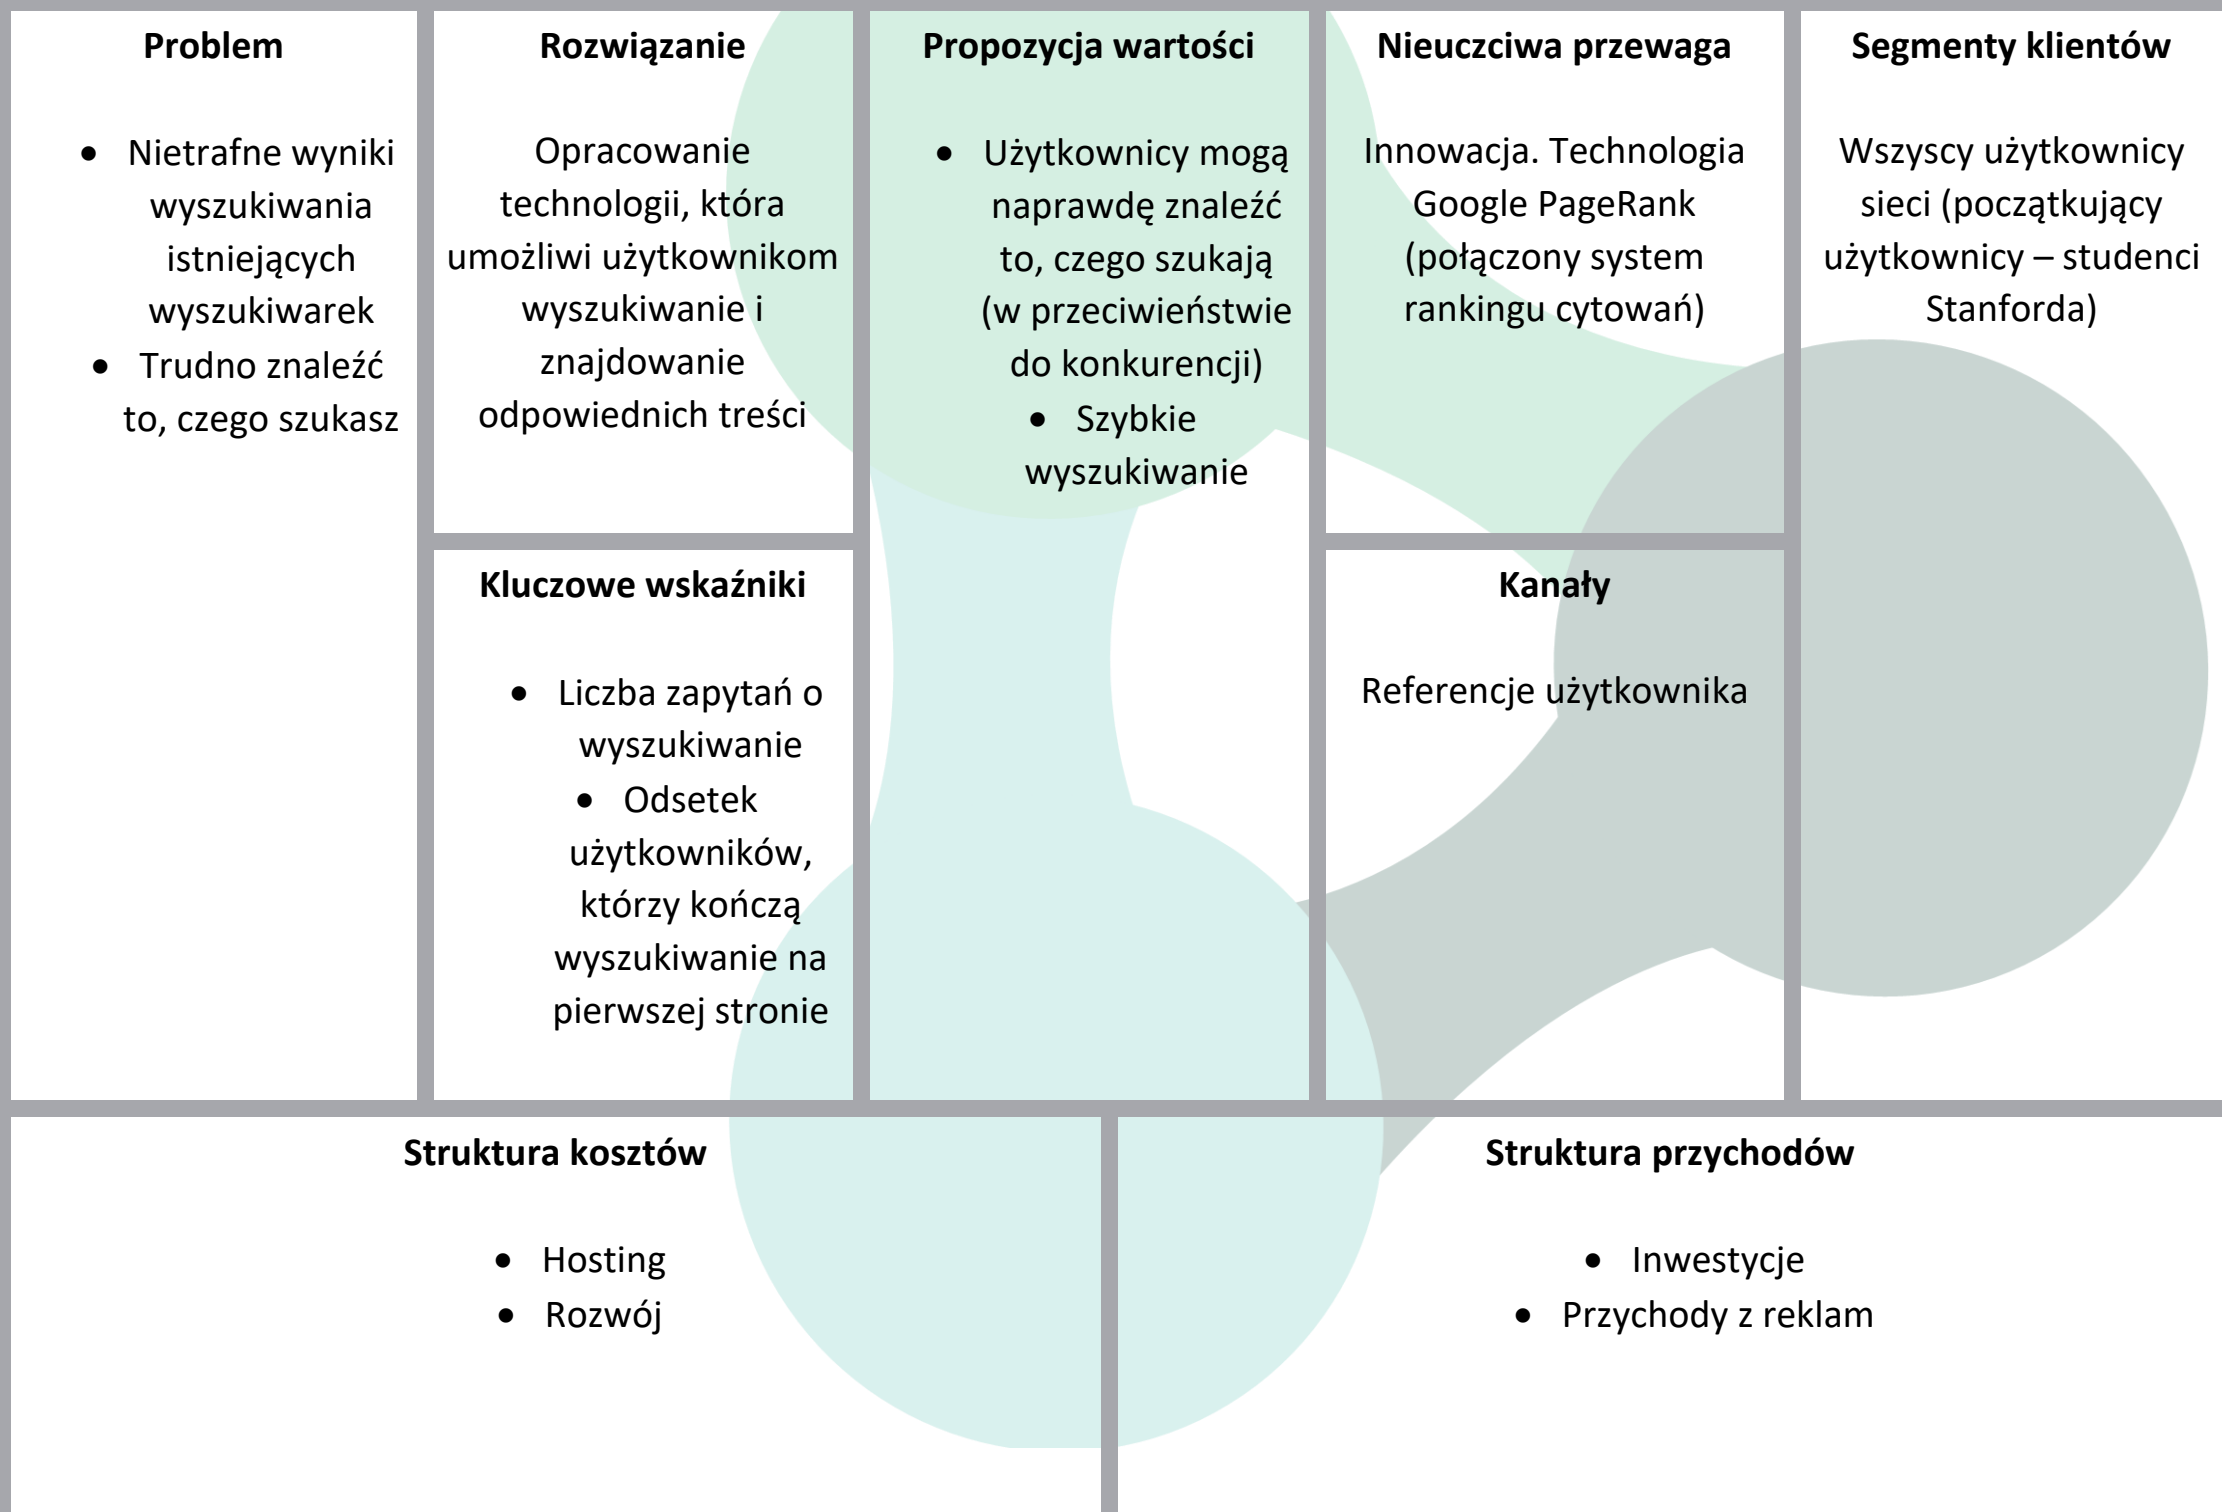 Problem
• Nietrafne wyniki
wyszukiwania
istniejących
wyszukiwarek
• Trudno znaleźć
to, czego szukasz
Rozwiązanie
Opracowanie
technologii, która
umożliwi użytkownikom
wyszukiwanie i
znajdowanie
odpowiednich treści
Kluczowe wskaźniki
• Liczba zapytań o
wyszukiwanie
• Odsetek
użytkowników,
którzy kończą
wyszukiwanie na
pierwszej stronie
Propozycja wartości
• Użytkownicy mogą
naprawdę znaleźć
to, czego szukają
(w przeciwieństwie
do konkurencji)
• Szybkie
wyszukiwanie
Nieuczciwa przewaga
Innowacja. Technologia
Google PageRank
(połączony system
rankingu cytowań)
Kanały
Referencje użytkownika
Segmenty klientów
Wszyscy użytkownicy
sieci (początkujący
użytkownicy – studenci
Stanforda)
Struktura kosztów
• Hosting
• Rozwój
Struktura przychodów
• Inwestycje
• Przychody z reklam